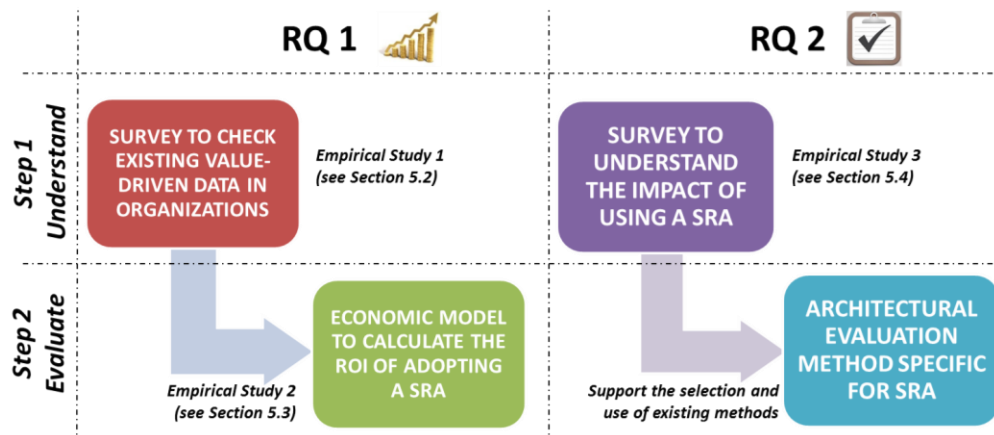 RQ 1
RQ 2
Step 1
Understand
SURVEY TO CHECK
EXISTING VALUE-
DRIVEN DATA IN
ORGANIZATIONS
Empirical Study 1
(see Section 5.2)
SURVEY TO
UNDERSTAND
THE IMPACT OF
USING A SRA
Empirical Study 3
(see Section 5.4)
Step 2
Evaluate
Empirical Study 2
(see Section 5.3)
ECONOMIC MODEL
TO CALCULATE THE
ROI OF ADOPTING
A SRA
Support the selection and
use of existing methods
ARCHITECTURAL
EVALUATION
METHOD SPECIFIC
FOR SRA